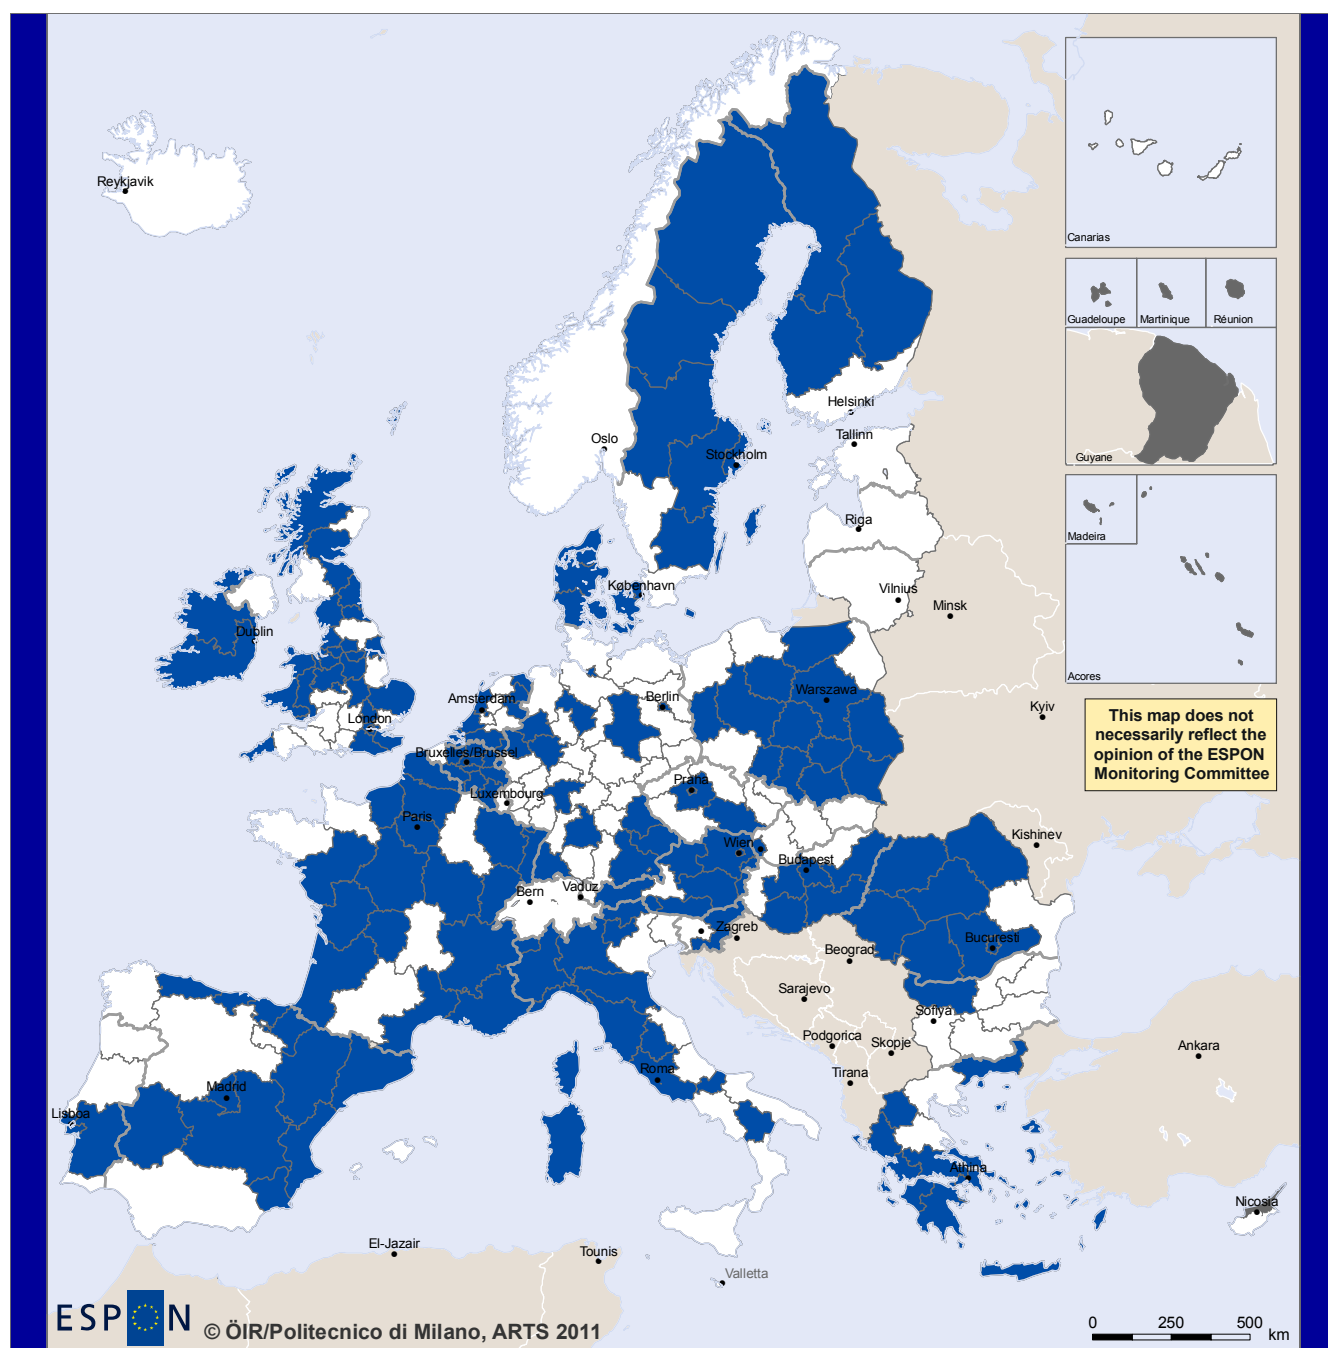 Reykjavik
Canarias
Guadeloupe
Martinique
Réunion
Helsinki
Oslo
Tallinn
Stockholm
Guyane
Riga
Madeira
København
Vilnius
Minsk
Dublin
Acores
Amsterdam
Berlin
Warszawa
London
Kyiv
This map does not
necessarily reflect the
opinion of the ESPON
Monitoring Committee
Bruxelles/Brussel
Praha
Luxembourg
Paris
Kishinev
Wien
Budapest
Bern
Vaduz
Zagreb
Bucuresti
Beograd
Sarajevo
Sofiya
Podgorica
Skopje
Ankara
Roma
Tirana
Madrid
Lisboa
Athina
Nicosia
El-Jazair
Tounis
Valletta
ESPON
© ÖIR/Politecnico di Milano, ARTS 2011
0 250 500
km